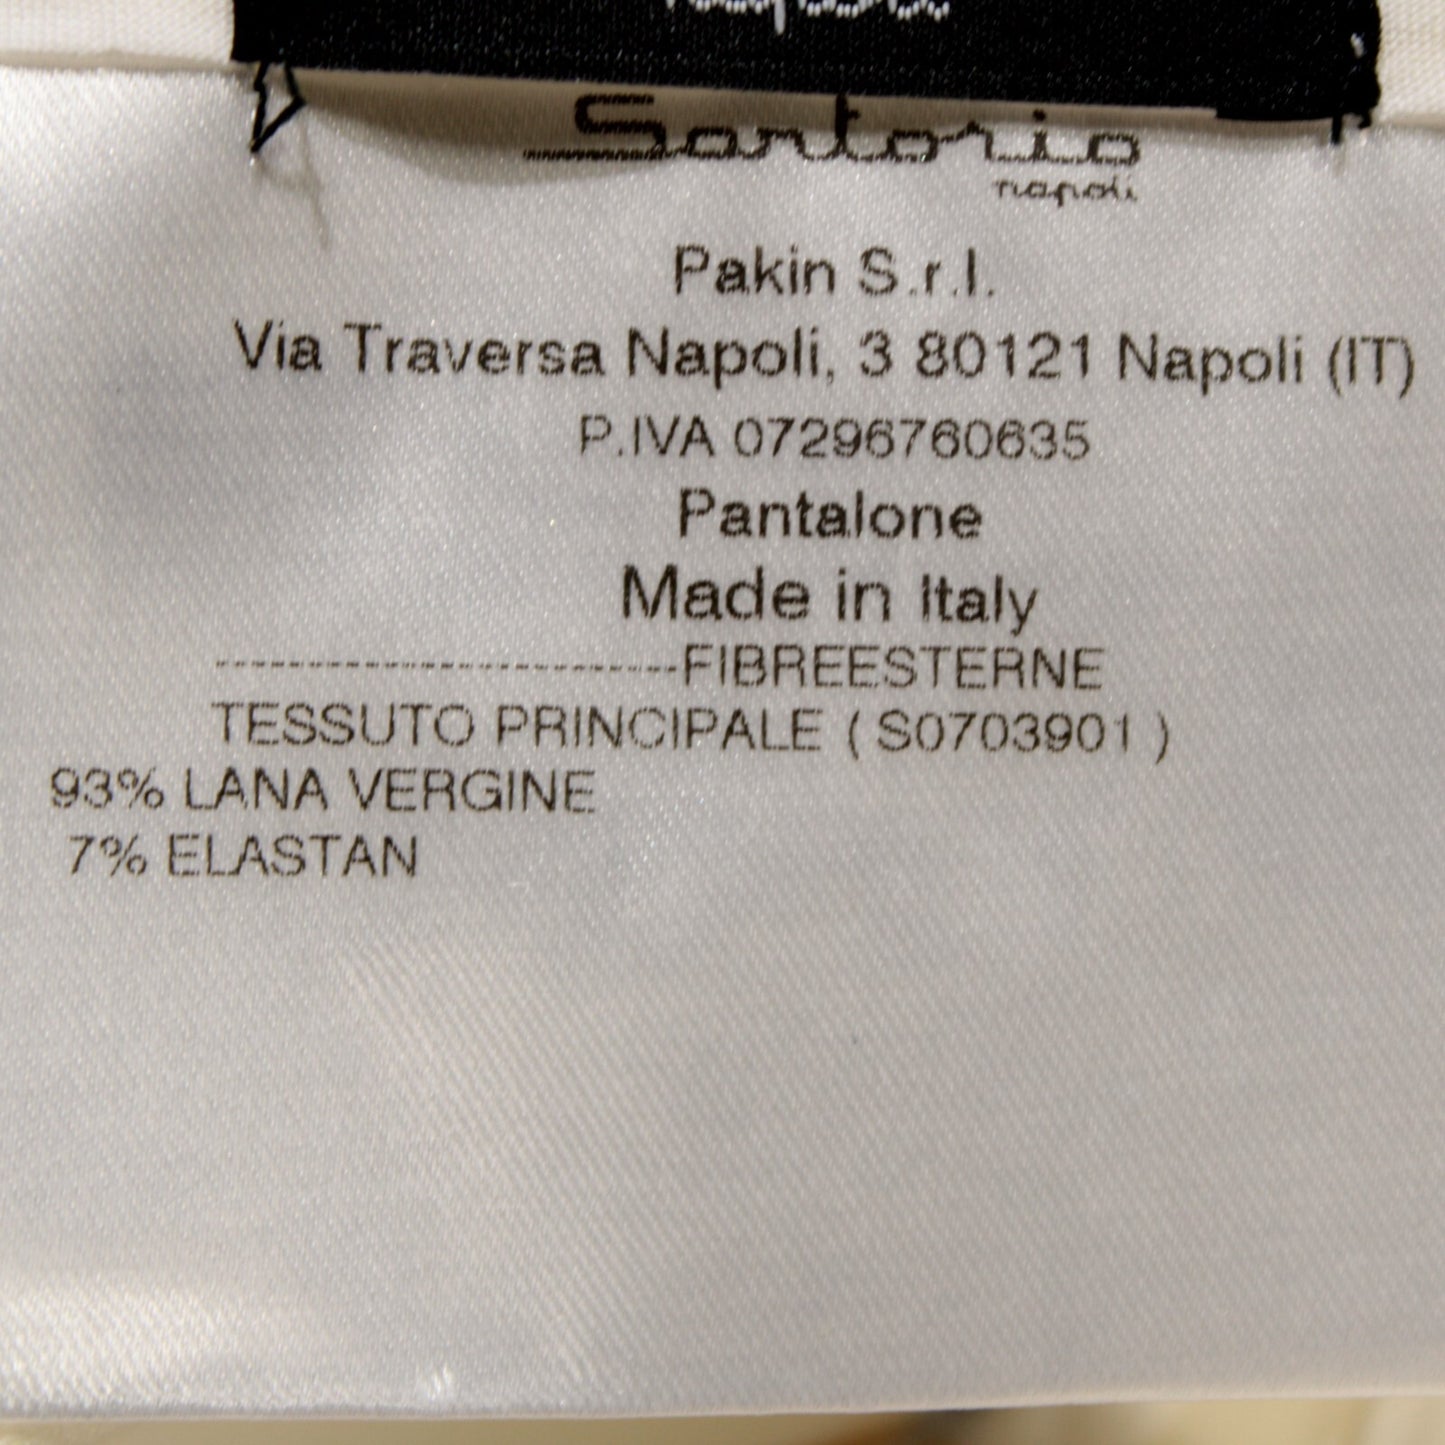 Sartorio
napoli
Pakin S.r.l.
Via Traversa Napoli, 3 80121 Napoli (IT)
P.IVA 07296760635
Pantalone
Made in Italy
-------------------------FIBREESTERNE
TESSUTO PRINCIPALE ( S0703901 )
93% LANA VERGINE
7% ELASTAN